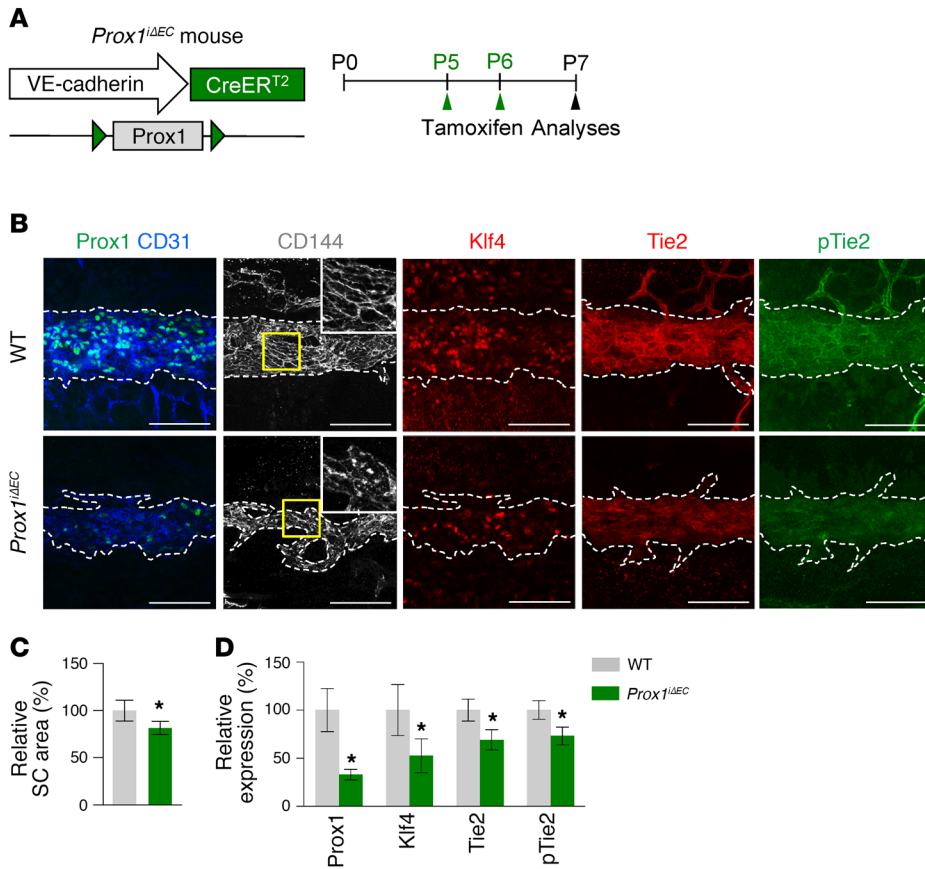 A
Prox1iΔEC mouse
VE-cadherin
CreERT2
Prox1
P0 P5 P6 P7
Tamoxifen Analyses
B
Prox1 CD31 CD144 Klf4 Tie2 pTie2
WT
Prox1iΔEC
C
Relative
SC area (%)
150
100
50
0
*
D
Relative
expression (%)
150
100
50
0
* * * *
Prox1 Klf4 Tie2 pTie2
WT
Prox1iΔEC